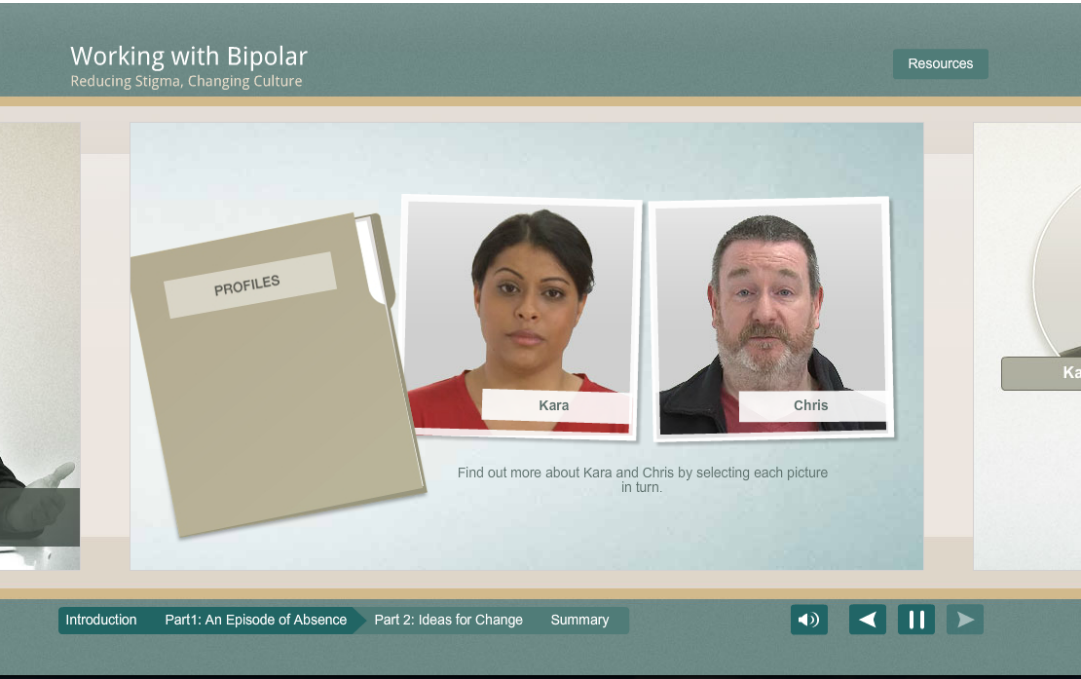 Working with Bipolar
Reducing Stigma, Changing Culture
Resources
PROFILES
Kara
Chris
Find out more about Kara and Chris by selecting each picture
in turn.
Introduction
Part1: An Episode of Absence
Part 2: Ideas for Change
Summary